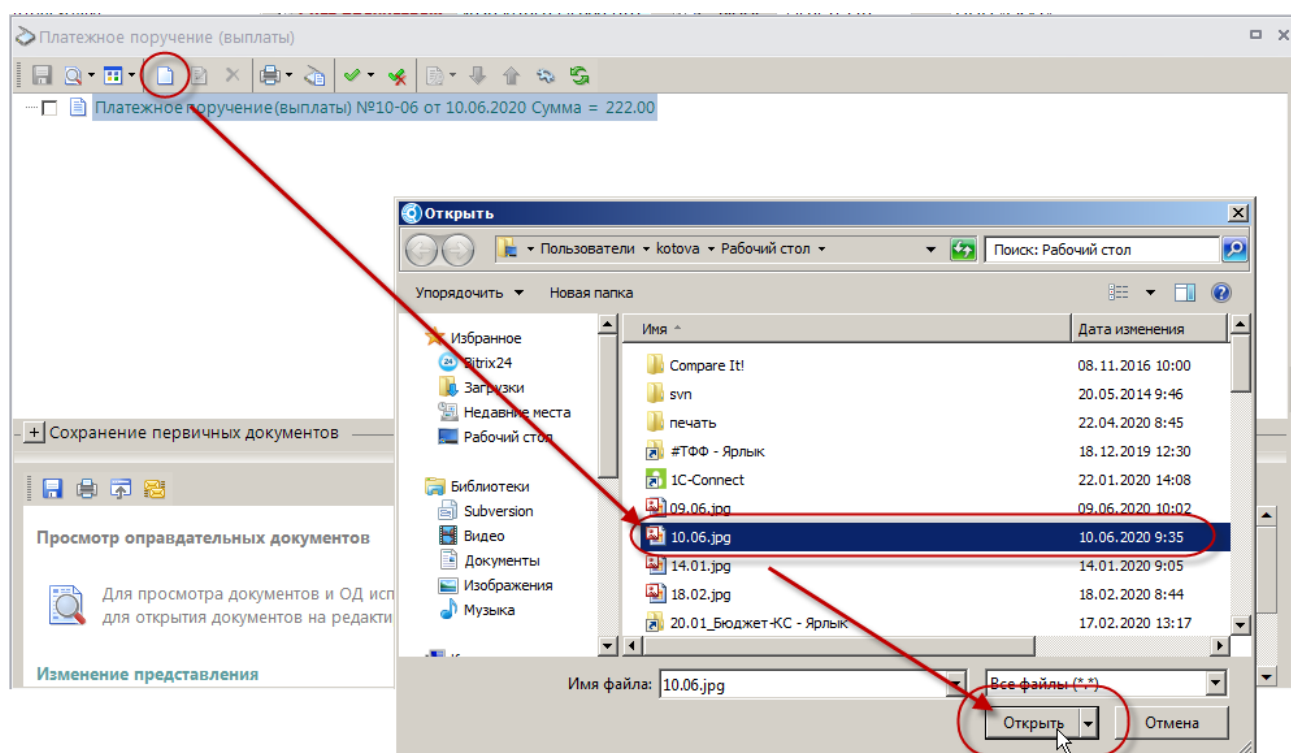 Платежное поручение (выплаты)
Платежное поручение(выплаты) №10-06 от 10.06.2020 Сумма = 222.00
Открыть
Пользователи kotova Рабочий стол
Поиск: Рабочий стол
Упорядочить Новая папка
Избранное
Bitrix24
Загрузки
Недавние места
Рабочий стол
Библиотеки
Subversion
Видео
Документы
Изображения
Музыка
Имя Дата изменения
Compare It! 08.11.2016 10:00
svn 20.05.2014 9:46
печать 22.04.2020 8:45
#ТФФ - Ярлык 18.12.2019 12:30
1C-Connect 22.01.2020 14:08
09.06.jpg 09.06.2020 10:02
10.06.jpg 10.06.2020 9:35
14.01.jpg 14.01.2020 9:05
18.02.jpg 18.02.2020 8:44
20.01_Бюджет-КС - Ярлык 17.02.2020 13:17
Имя файла: 10.06.jpg Все файлы (*.*)
Открыть Отмена
Сохранение первичных документов
Просмотр оправдательных документов
Для просмотра документов и ОД исп
для открытия документов на редакти
Изменение представления